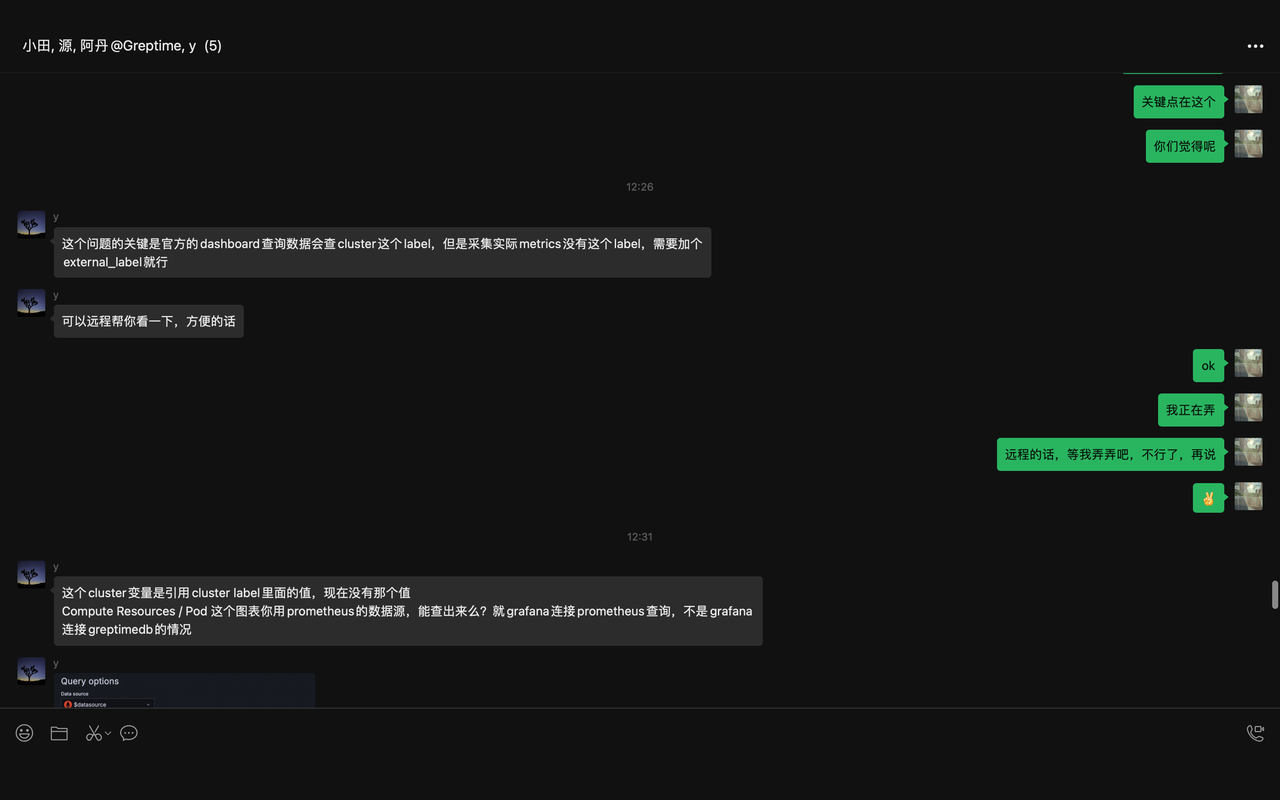 小田, 源, 阿丹@Greptime, y (5)
关键点在这个
你们觉得呢
12:26
y
这个问题的关键是官方的dashboard查询数据会查cluster这个label，但是采集实际metrics没有这个label，需要加个
external_label就行
y
可以远程帮你看一下，方便的话
ok
我正在弄
远程的话，等我弄弄吧，不行了，再说
12:31
y
这个cluster变量是引用cluster label里面的值，现在没有那个值
Compute Resources / Pod 这个图表你用prometheus的数据源，能查出来么？就grafana连接prometheus查询，不是grafana
连接greptimedb的情况
y
Query options
Data source
$datasource